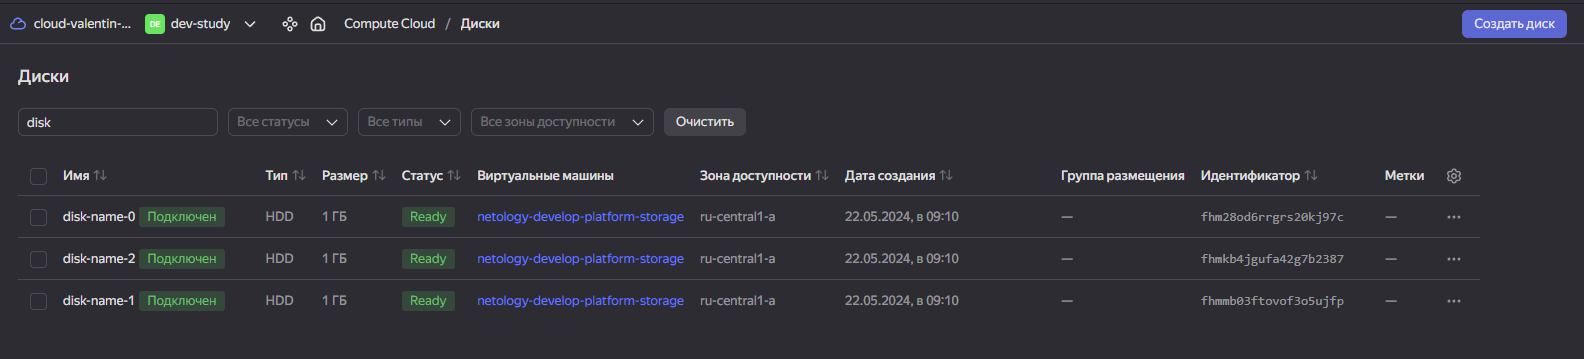 cloud-valentin-... DE dev-study Compute Cloud / Диски Создать диск
Диски
disk Все статусы Все типы Все зоны доступности Очистить
Имя Тип Размер Статус Виртуальные машины Зона доступности Дата создания Группа размещения Идентификатор Метки
disk-name-0 Подключен HDD 1 ГБ Ready netology-develop-platform-storage ru-central1-a 22.05.2024, в 09:10 — fhm28od6rrgrs20kj97c — ...
disk-name-2 Подключен HDD 1 ГБ Ready netology-develop-platform-storage ru-central1-a 22.05.2024, в 09:10 — fhmkb4jgufa42g7b2387 — ...
disk-name-1 Подключен HDD 1 ГБ Ready netology-develop-platform-storage ru-central1-a 22.05.2024, в 09:10 — fhmmb03ftovof3o5ujfp — ...